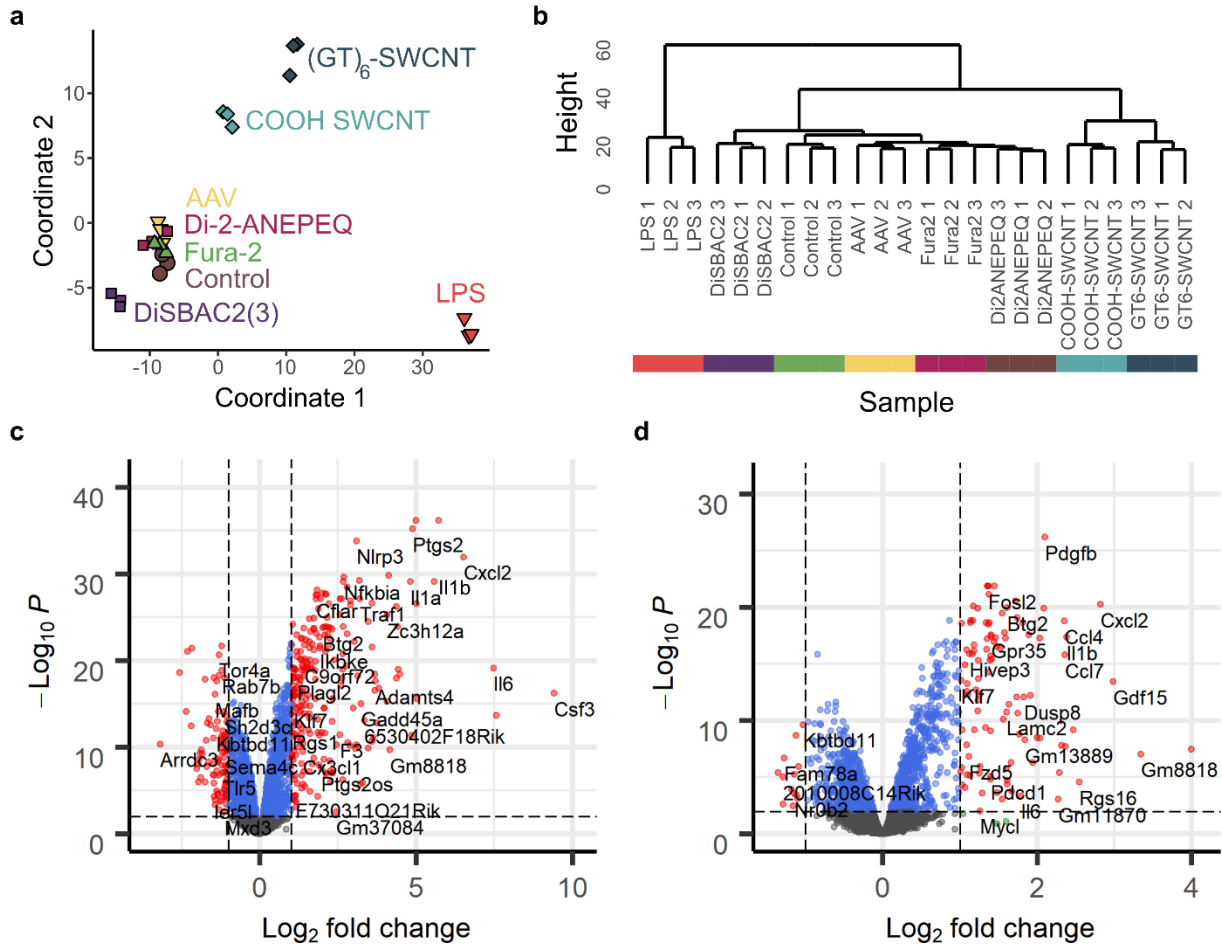 a
(GT)6-SWCNT
COOH SWCNT
AAV
Di-2-ANEPEQ
Fura-2
Control
DiSBAC2(3)
LPS
10
5
0
-5
-10
0
10
20
30
Coordinate 2
Coordinate 1
b
Height
60
40
20
0
LPS 1
LPS 2
LPS 3
DiSBAC2 3
DiSBAC2 1
DiSBAC2 2
Control 1
Control 2
Control 3
AAV 1
AAV 2
AAV 3
Fura2 1
Fura2 2
Fura2 3
Di2ANEPEQ 3
Di2ANEPEQ 1
Di2ANEPEQ 2
COOH-SWCNT 1
COOH-SWCNT 2
COOH-SWCNT 3
GT6-SWCNT 3
GT6-SWCNT 1
GT6-SWCNT 2
Sample
c
−Log10 P
40
30
20
10
0
Ptgs2
Nlrp3
Cxcl2
Il1b
Nfkbia
Il1a
Cflar
Traf1
Zc3h12a
Btg2
Ikbke
C9orf72
Tor4a
Il6
Rab7b
Plagl2
Adamts4
Csf3
Mafb
Klf7
Gadd45a
Sh2d3c
6530402F18Rik
Kbtbd11
Rgs1
F3
Arrdc3
Sema4c
Cx3cl1
Gm8818
Tlr5
Ptgs2os
Ier5l
E730311O21Rik
Mxd3
Gm37084
0
5
10
Log2 fold change
d
−Log10 P
30
20
10
0
Pdgfb
Fosl2
Btg2
Cxcl2
Ccl4
Gpr35
Il1b
Hivep3
Ccl7
Klf7
Gdf15
Dusp8
Lamc2
Kbtbd11
Gm13889
Fam78a
Fzd5
Gm8818
2010008C14Rik
Pdcd1
Rgs16
Nr0b2
Il6
Gm11870
Mycl
0
2
4
Log2 fold change